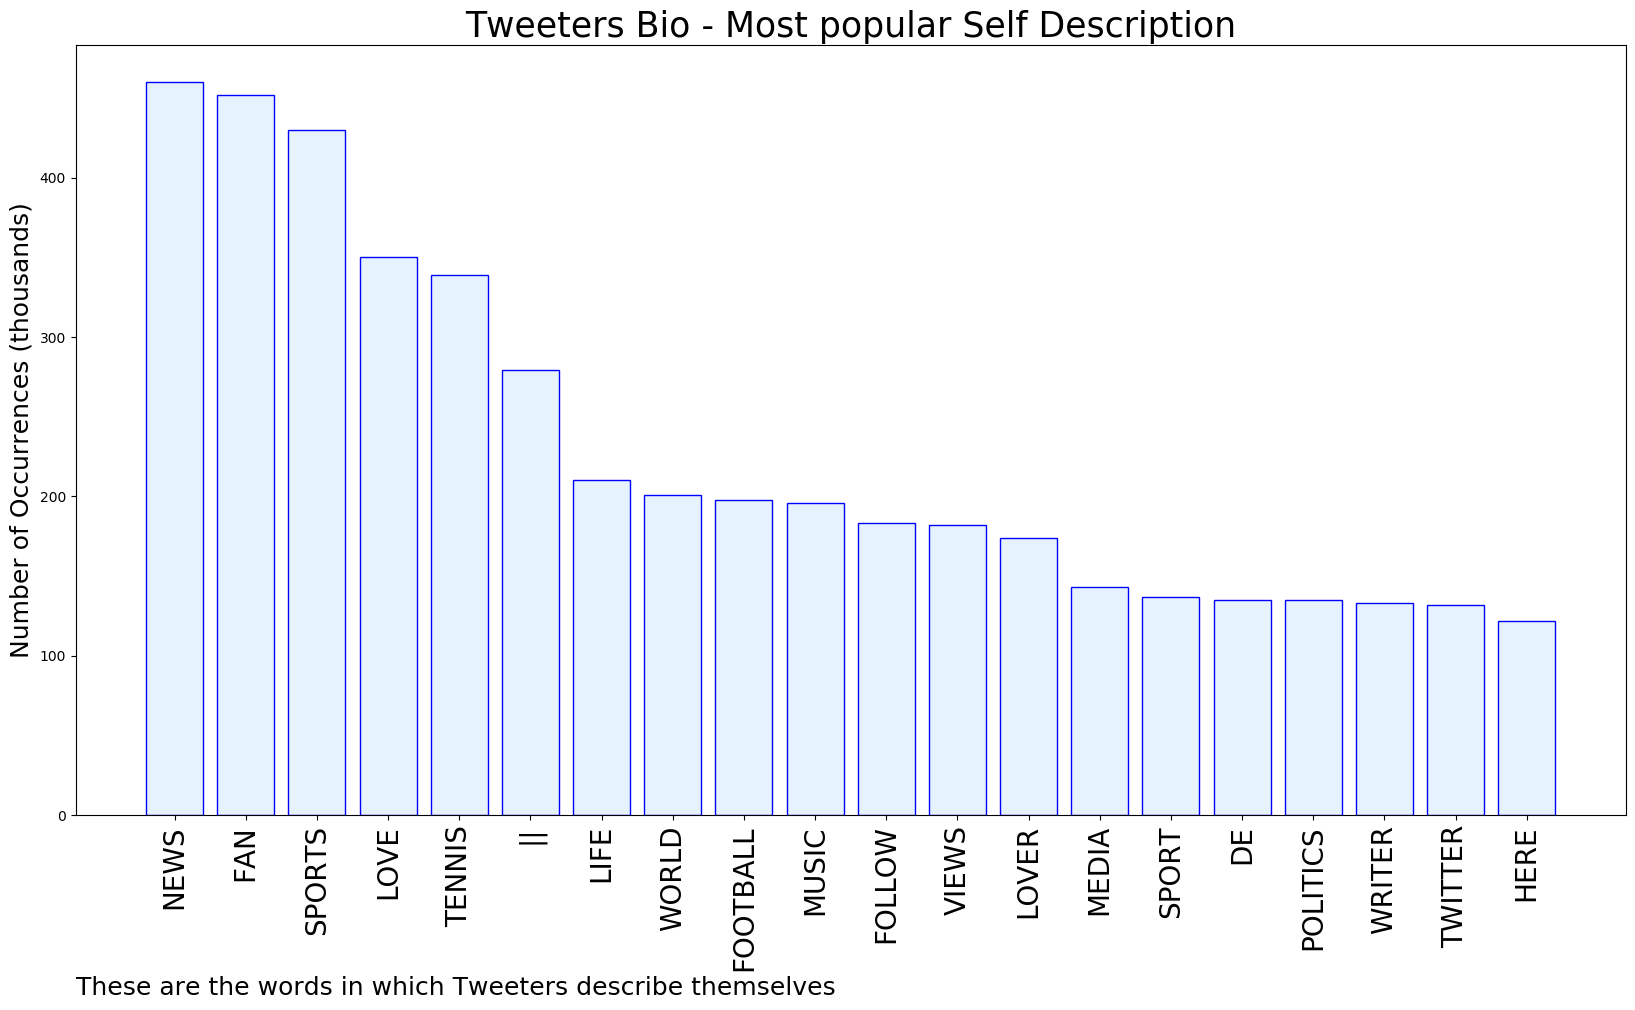 Tweeters Bio - Most popular Self Description
Number of Occurrences (thousands)
400
300
200
100
0
NEWS
FAN
SPORTS
LOVE
TENNIS
||
LIFE
WORLD
FOOTBALL
MUSIC
FOLLOW
VIEWS
LOVER
MEDIA
SPORT
DE
POLITICS
WRITER
TWITTER
HERE
These are the words in which Tweeters describe themselves